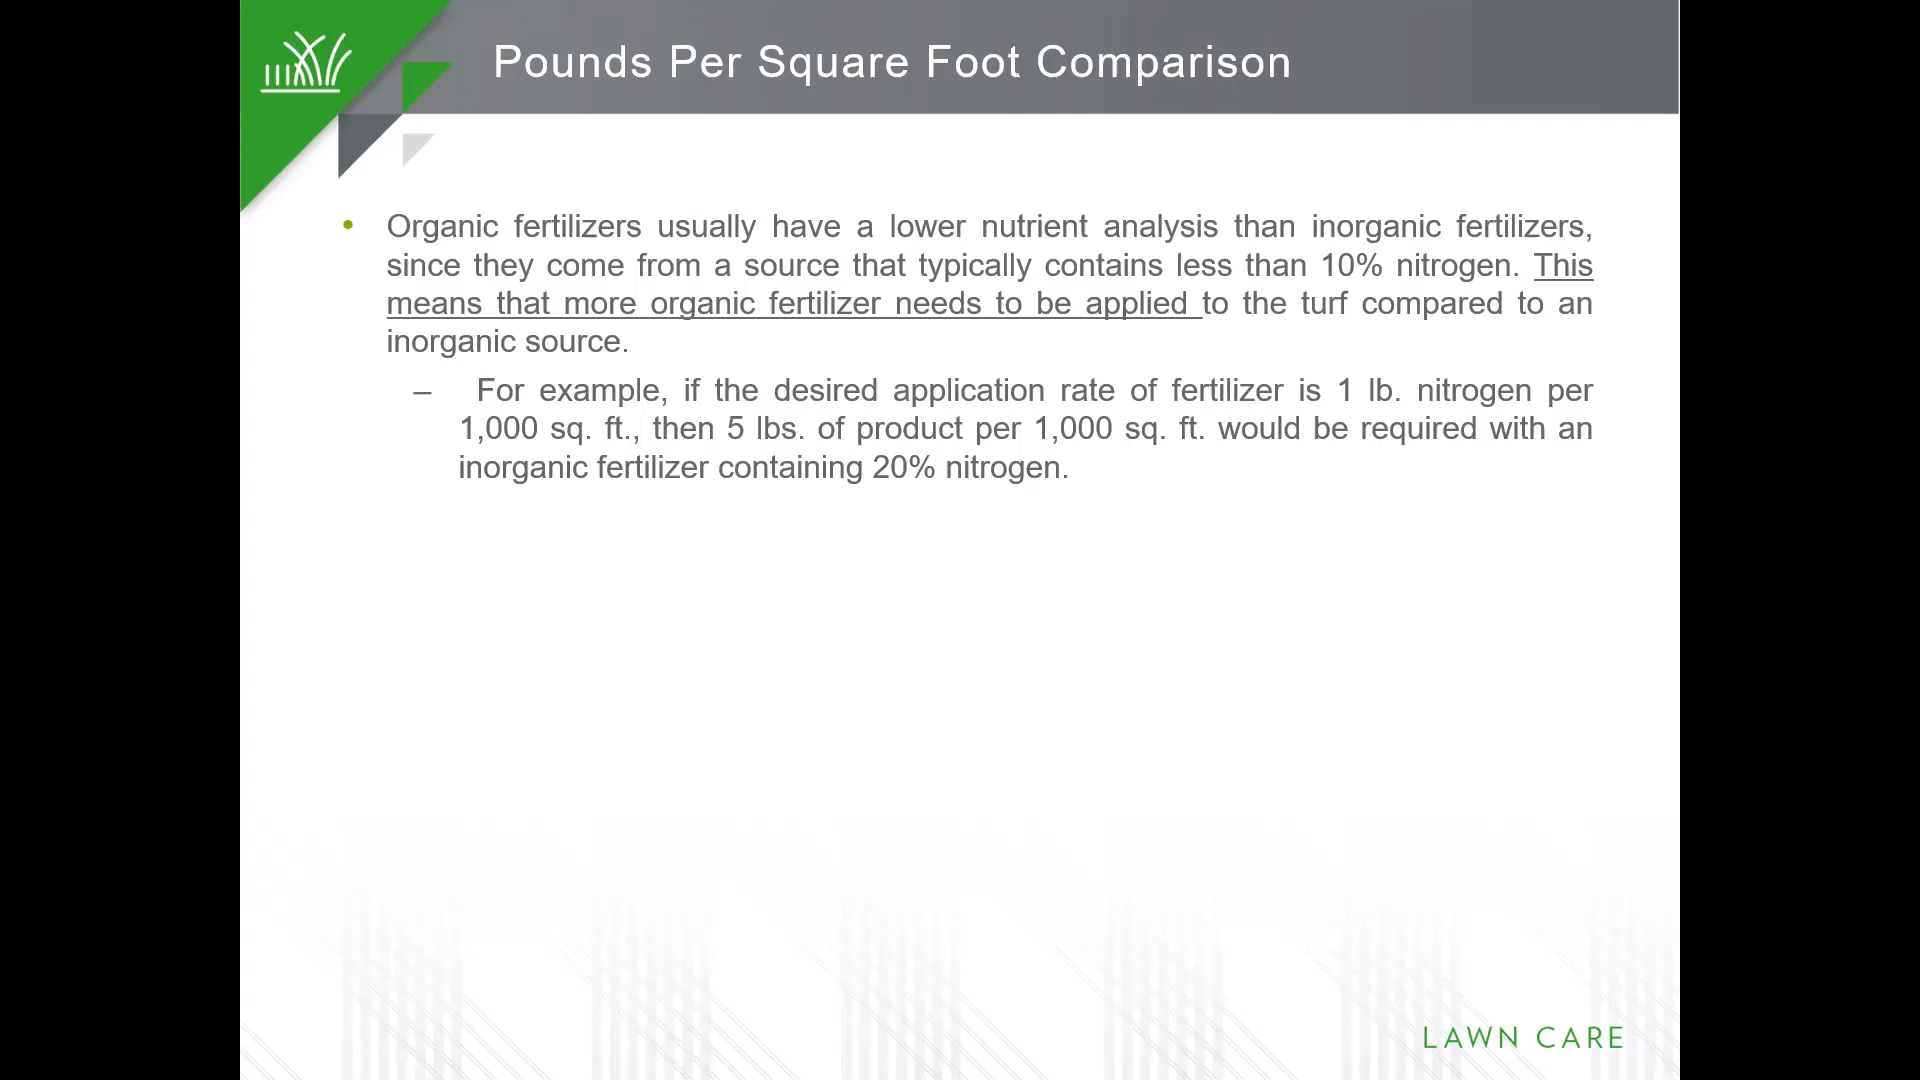 Pounds Per Square Foot Comparison
• Organic fertilizers usually have a lower nutrient analysis than inorganic fertilizers,
since they come from a source that typically contains less than 10% nitrogen. This
means that more organic fertilizer needs to be applied to the turf compared to an
inorganic source.
– For example, if the desired application rate of fertilizer is 1 lb. nitrogen per
1,000 sq. ft., then 5 lbs. of product per 1,000 sq. ft. would be required with an
inorganic fertilizer containing 20% nitrogen.
LAWN CARE